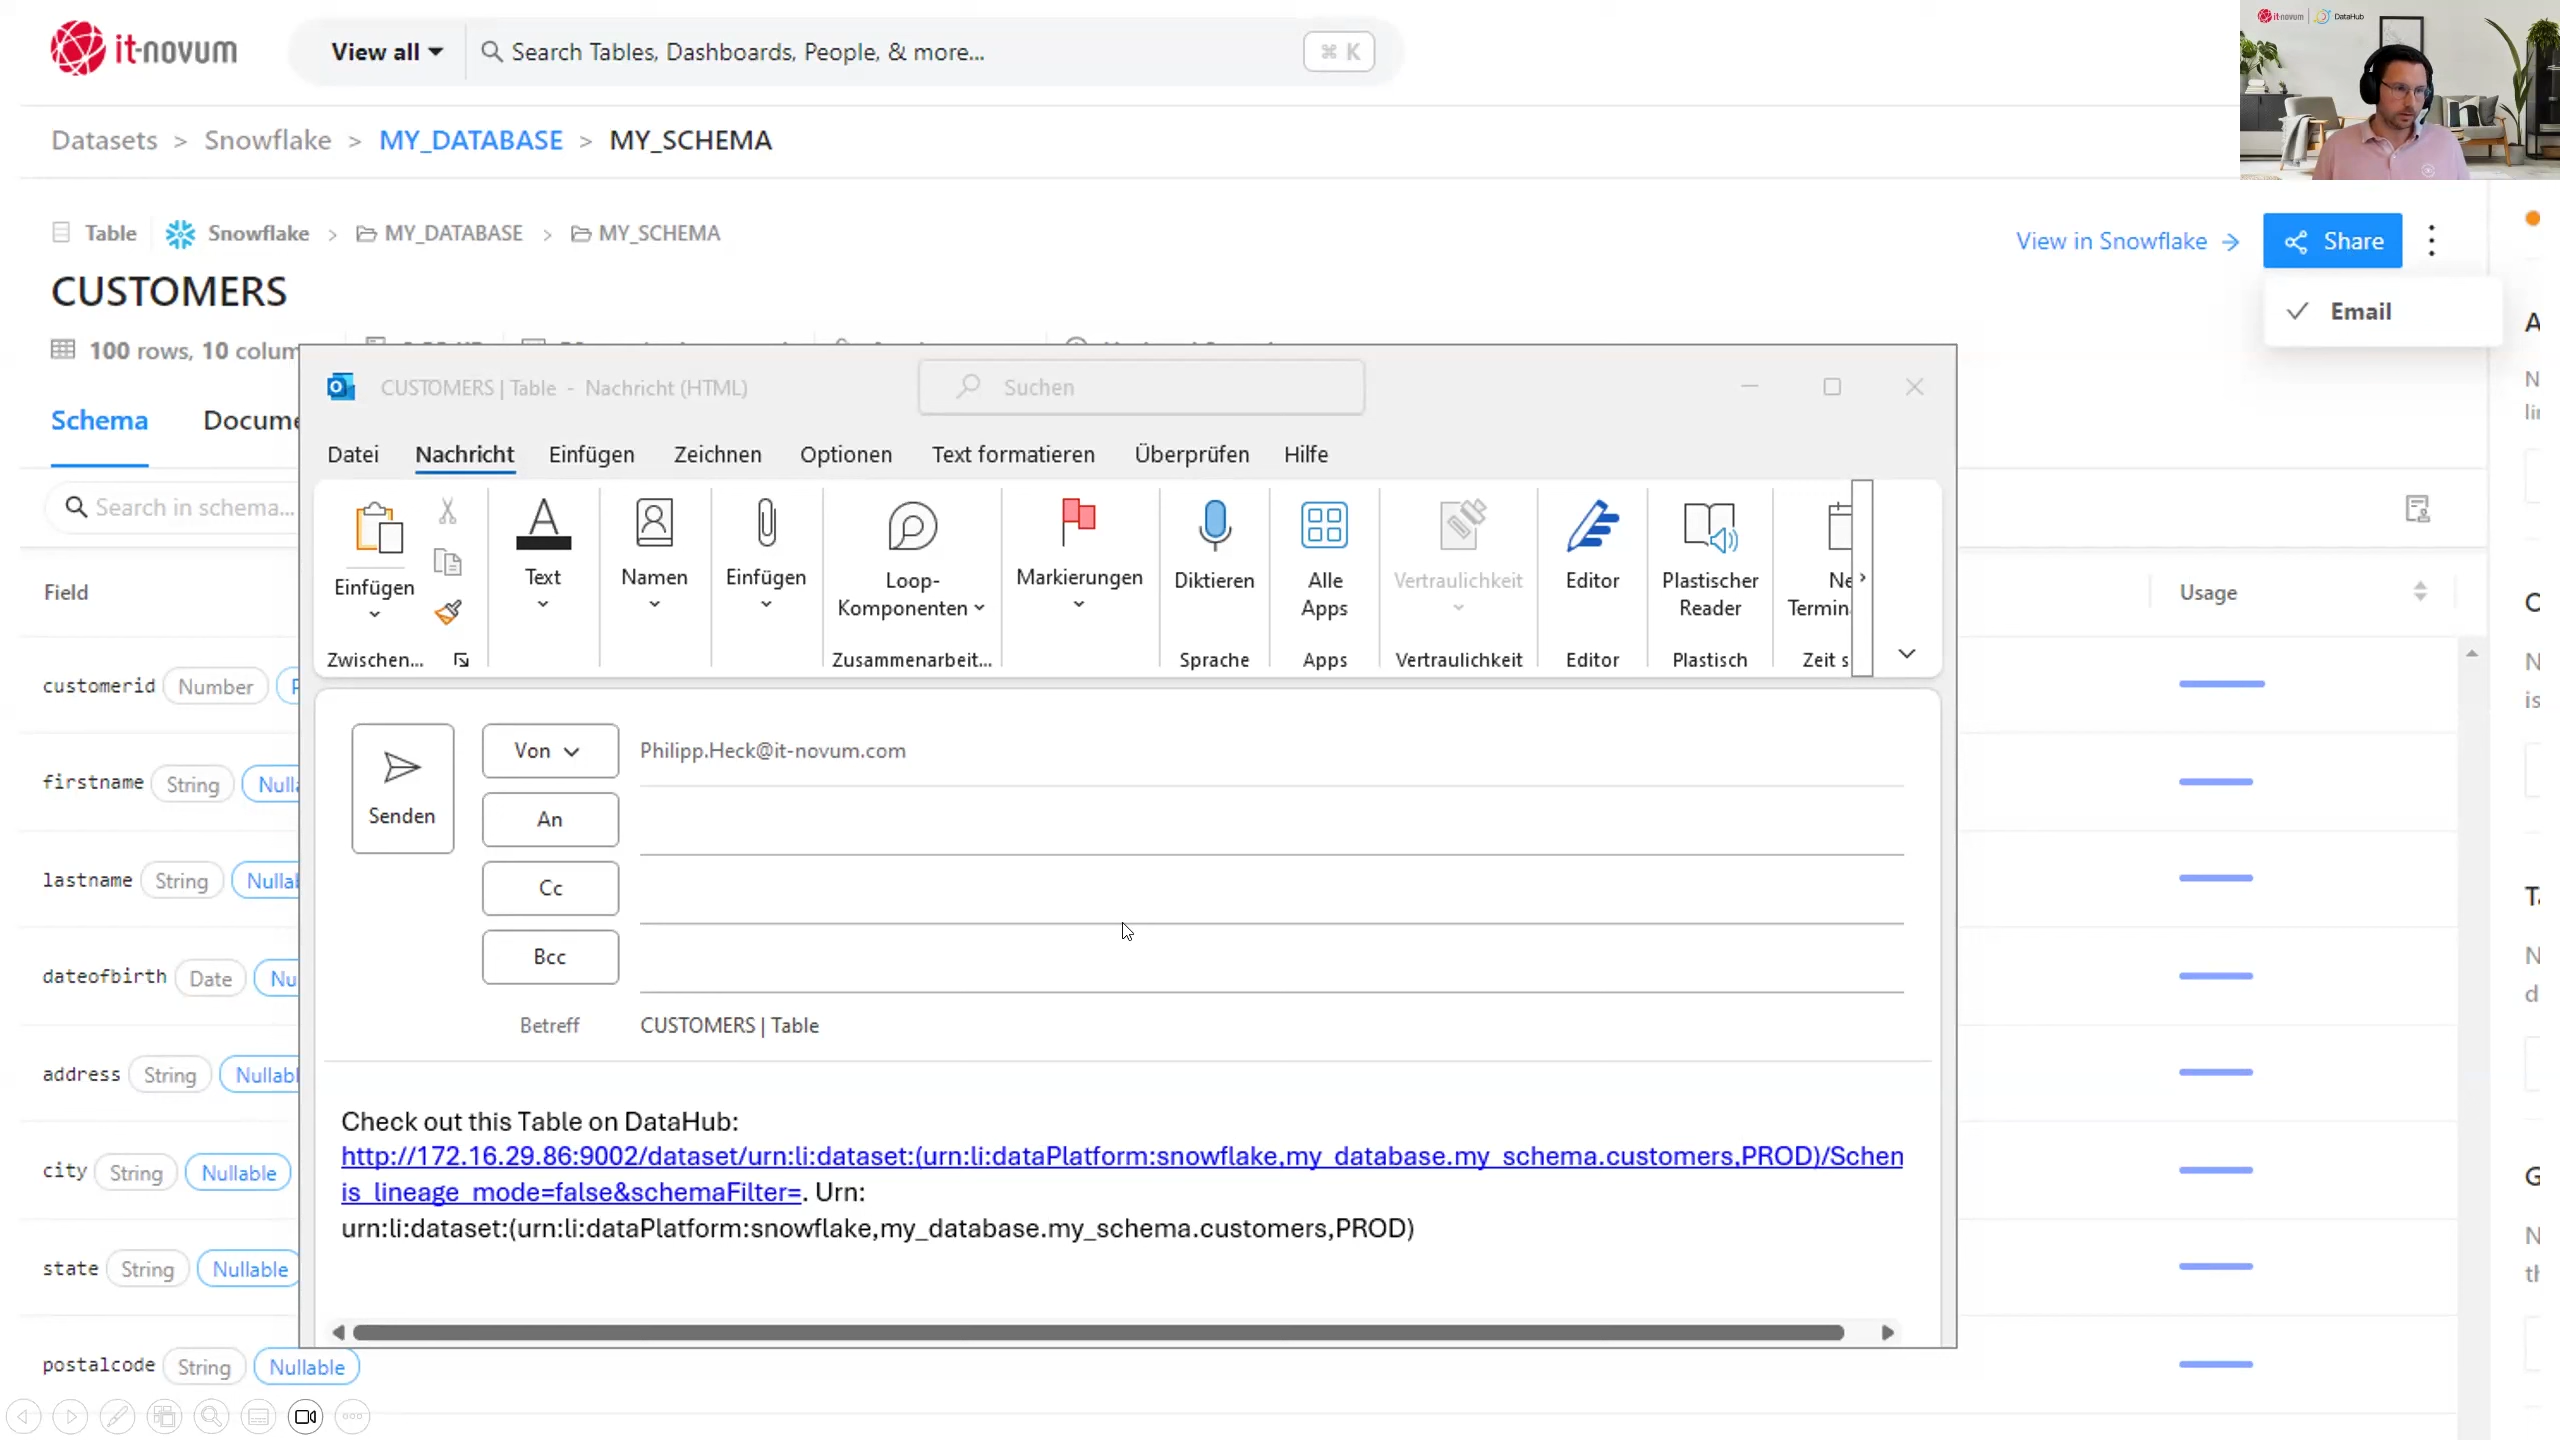 it-novum
View all
Search Tables, Dashboards, People, & more...
⌘ K
it-novum | DataHub
Datasets > Snowflake > MY_DATABASE > MY_SCHEMA
Table
Snowflake > MY_DATABASE > MY_SCHEMA
View in Snowflake →
Share
CUSTOMERS
Email
100 rows, 10
Schema
Search in schema...
Field
Usage
customerid Number
firstname String
lastname String
dateofbirth Date
address String
city String Nullable
state String Nullable
postalcode String Nullable
CUSTOMERS | Table - Nachricht (HTML)
Suchen
Datei Nachricht Einfügen Zeichnen Optionen Text formatieren Überprüfen Hilfe
Einfügen
Text
Namen
Einfügen
Loop-
Komponenten
Markierungen
Diktieren
Alle
Apps
Vertraulichkeit
Editor
Plastischer
Reader
Zwischen...
Zusammenarbeit...
Sprache
Apps
Vertraulichkeit
Editor
Plastisch
Senden
Von
Philipp.Heck@it-novum.com
An
Cc
Bcc
Betreff
CUSTOMERS | Table
Check out this Table on DataHub:
http://172.16.29.86:9002/dataset/urn:li:dataset:(urn:li:dataPlatform:snowflake,my_database.my_schema.customers,PROD)/Schen
is_lineage_mode=false&schemaFilter=. Urn:
urn:li:dataset:(urn:li:dataPlatform:snowflake,my_database.my_schema.customers,PROD)